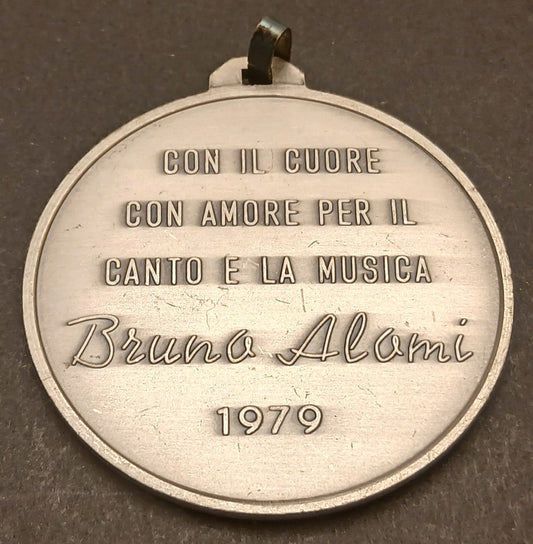 CON IL CUORE
CON AMORE PER IL
CANTO E LA MUSICA
Bruno Alomi
1979